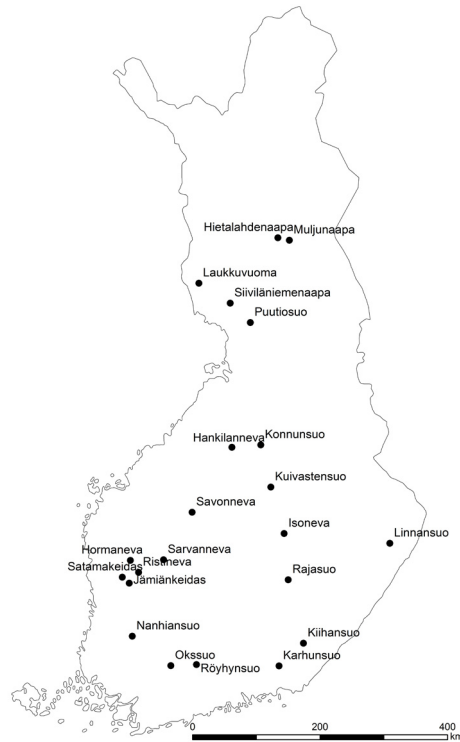 Hietalahdenaapa
Muljunaapa
Laukkuvuoma
Siiviläniemenaapa
Puutiosuo
Hankilanneva
Konnunsuo
Kuivastensuo
Savonneva
Isoneva
Linnansuo
Hormaneva
Sarvanneva
Satamakeidas
Ristineva
Jämiänkeidas
Rajasuo
Nanhiansuo
Kiihansuo
Okssuo
Röyhynsuo
Karhunsuo
0 200 400
km